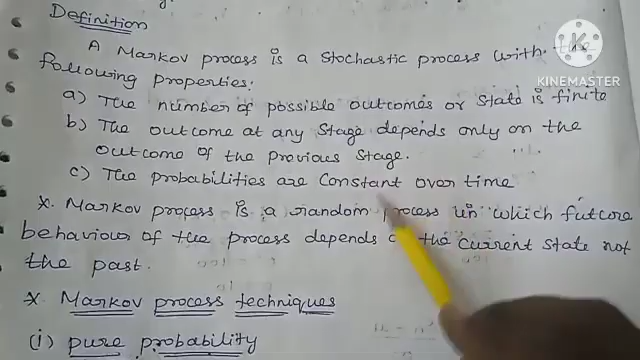 Definition
A Markov process is a stochastic process with the
following properties:
a) The number of possible outcomes or state is finite
b) The outcome at any stage depends only on the
outcome of the previous stage.
c) The probabilities are constant over time
x. Markov process is a random process in which future
behaviour of the process depends the current state not
the past.
x Markov process techniques
(i) pure probability
KINEMASTER